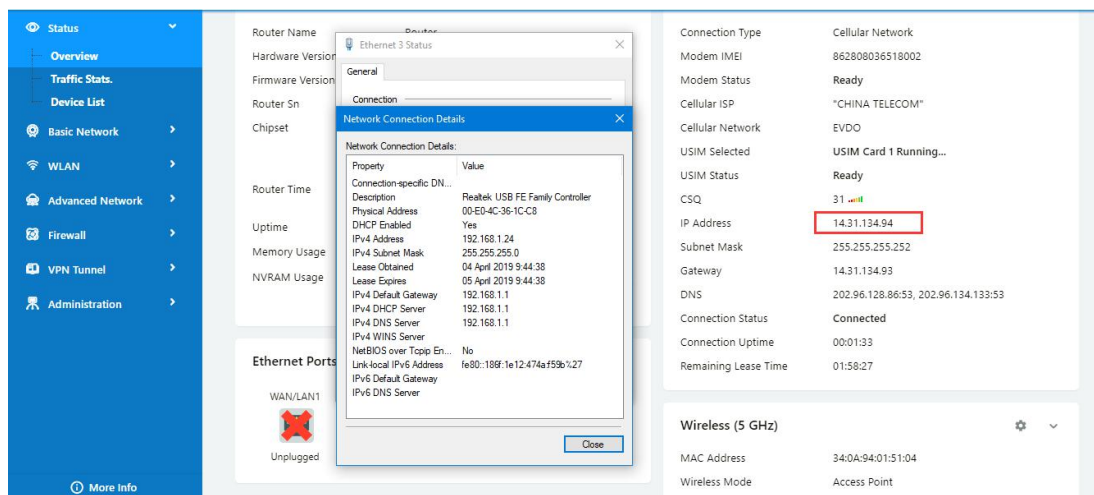 Status
Overview
Traffic Stats.
Device List
Basic Network
WLAN
Advanced Network
Firewall
VPN Tunnel
Administration
More Info
Router Name
Router
Hardware Version
Firmware Version
Router Sn
Chipset
Router Time
Uptime
Memory Usage
NVRAM Usage
Ethernet Ports
WAN/LAN1
Unplugged
Ethernet 3 Status
General
Connection
Network Connection Details
Network Connection Details:
Property Value
Connection-specific DN...
Description Realtek USB FE Family Controller
Physical Address 00-E0-4C-36-1C-C8
DHCP Enabled Yes
IPv4 Address 192.168.1.24
IPv4 Subnet Mask 255.255.255.0
Lease Obtained 04 April 2019 9:44:38
Lease Expires 05 April 2019 9:44:38
IPv4 Default Gateway 192.168.1.1
IPv4 DHCP Server 192.168.1.1
IPv4 DNS Server 192.168.1.1
IPv4 WINS Server
NetBIOS over Tcpip En... No
Link-local IPv6 Address fe80::186f:1e12:474a:f59b%27
IPv6 Default Gateway
IPv6 DNS Server
Close
Connection Type Cellular Network
Modem IMEI 862808036518002
Modem Status Ready
Cellular ISP "CHINA TELECOM"
Cellular Network EVDO
USIM Selected USIM Card 1 Running...
USIM Status Ready
CSQ 31
IP Address 14.31.134.94
Subnet Mask 255.255.255.252
Gateway 14.31.134.93
DNS 202.96.128.86:53, 202.96.134.133:53
Connection Status Connected
Connection Uptime 00:01:33
Remaining Lease Time 01:58:27
Wireless (5 GHz)
MAC Address 34:0A:94:01:51:04
Wireless Mode Access Point